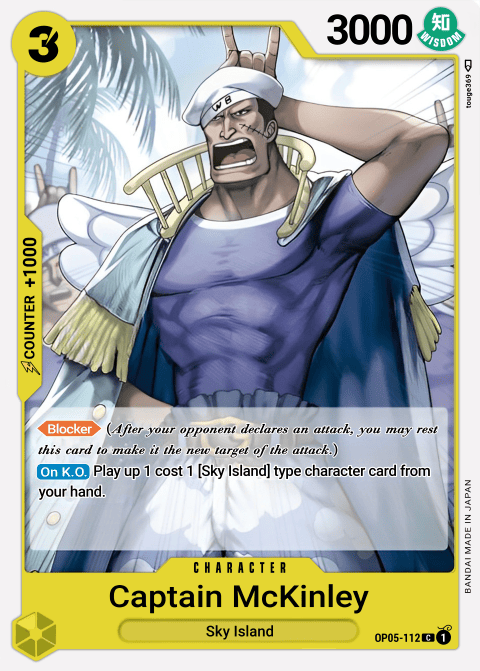 3
3000
知
WISDOM
touge369
WB
COUNTER +1000
Blocker (After your opponent declares an attack, you may rest
this card to make it the new target of the attack.)
On K.O. Play up 1 cost 1 [Sky Island] type character card from
your hand.
CHARACTER
Captain McKinley
Sky Island
OP05-112 C 1
BANDAI MADE IN JAPAN